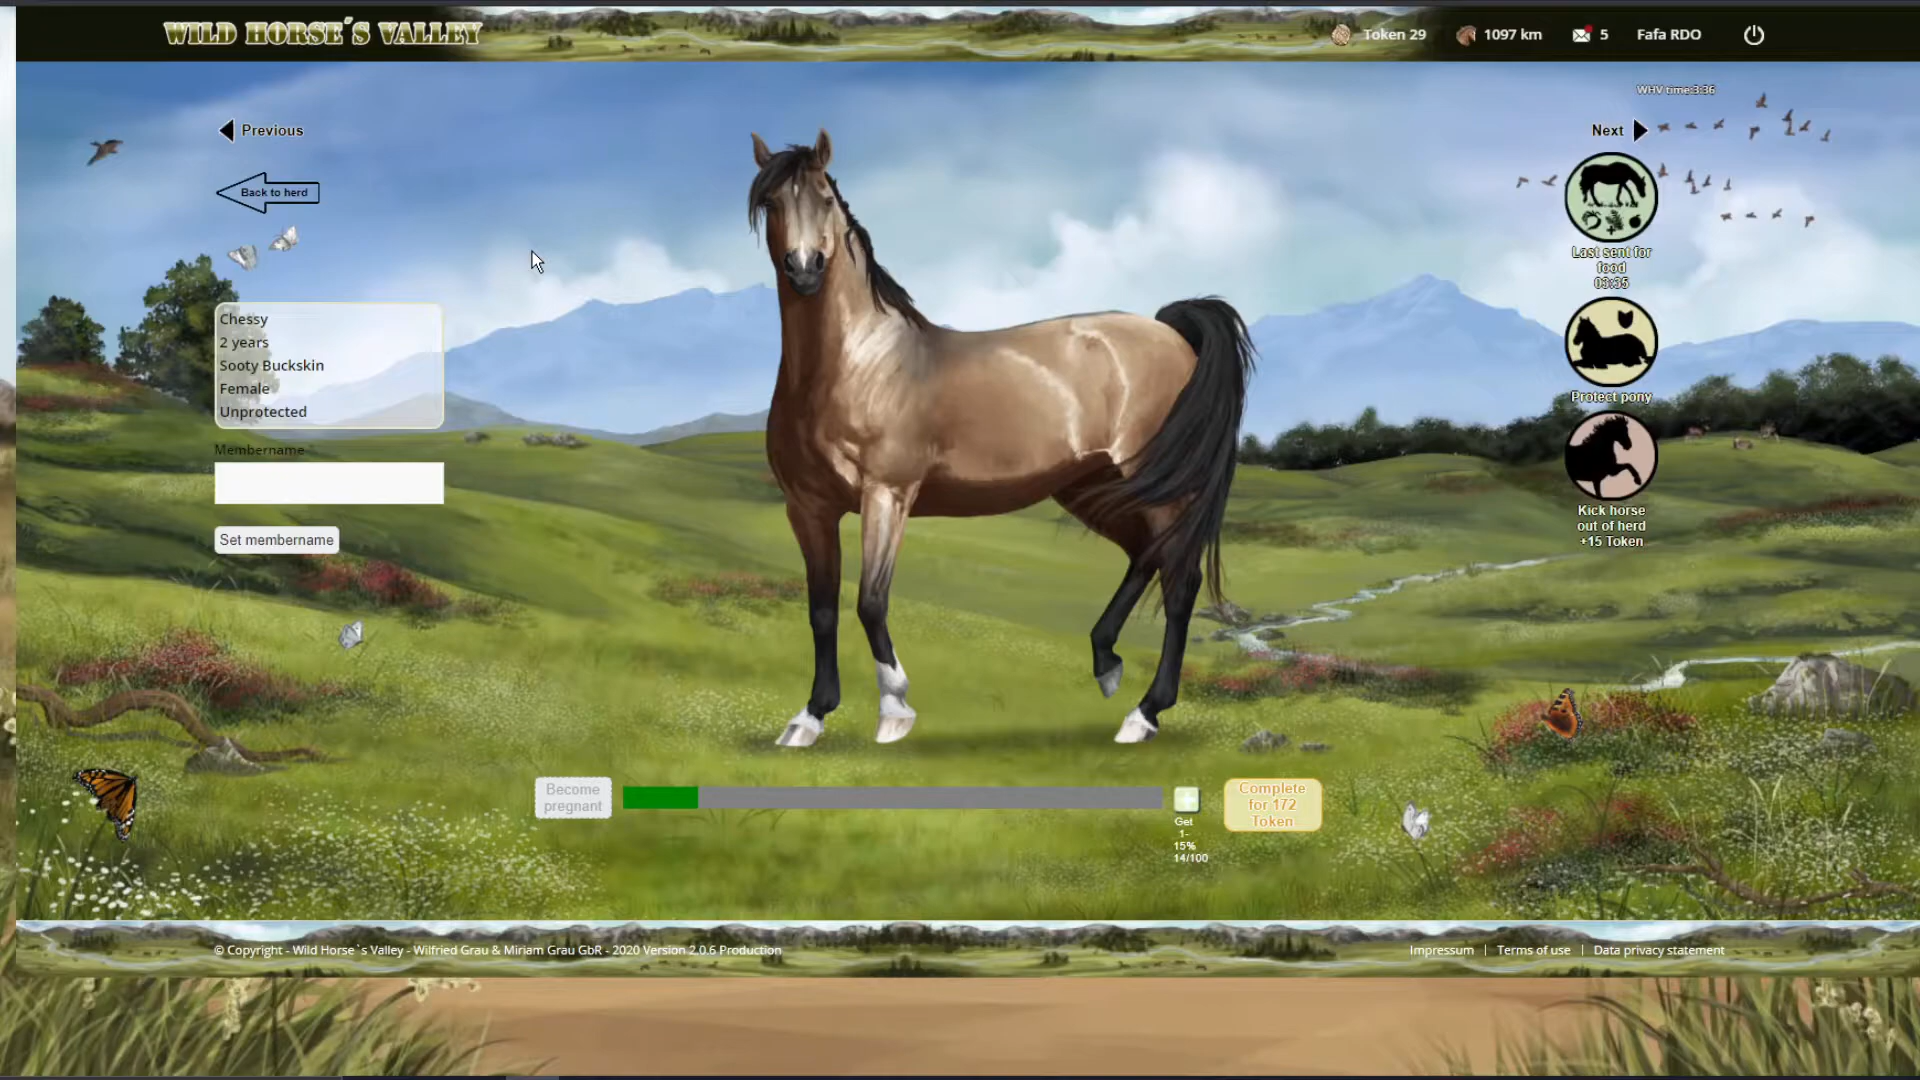 WILD HORSE´S VALLEY
Token 29
1097 km
5
Fafa RDO
WHV time:3:36
Previous
Next
Back to herd
Last sent for
food
03:35
Chessy
2 years
Sooty Buckskin
Female
Unprotected
Protect pony
Membername
Set membername
Kick horse
out of herd
+15 Token
Become
pregnant
Get
1-
15%
14/100
Complete
for 172
Token
© Copyright - Wild Horse`s Valley - Wilfried Grau & Miriam Grau GbR - 2020 Version 2.0.6 Production
Impressum | Terms of use | Data privacy statement